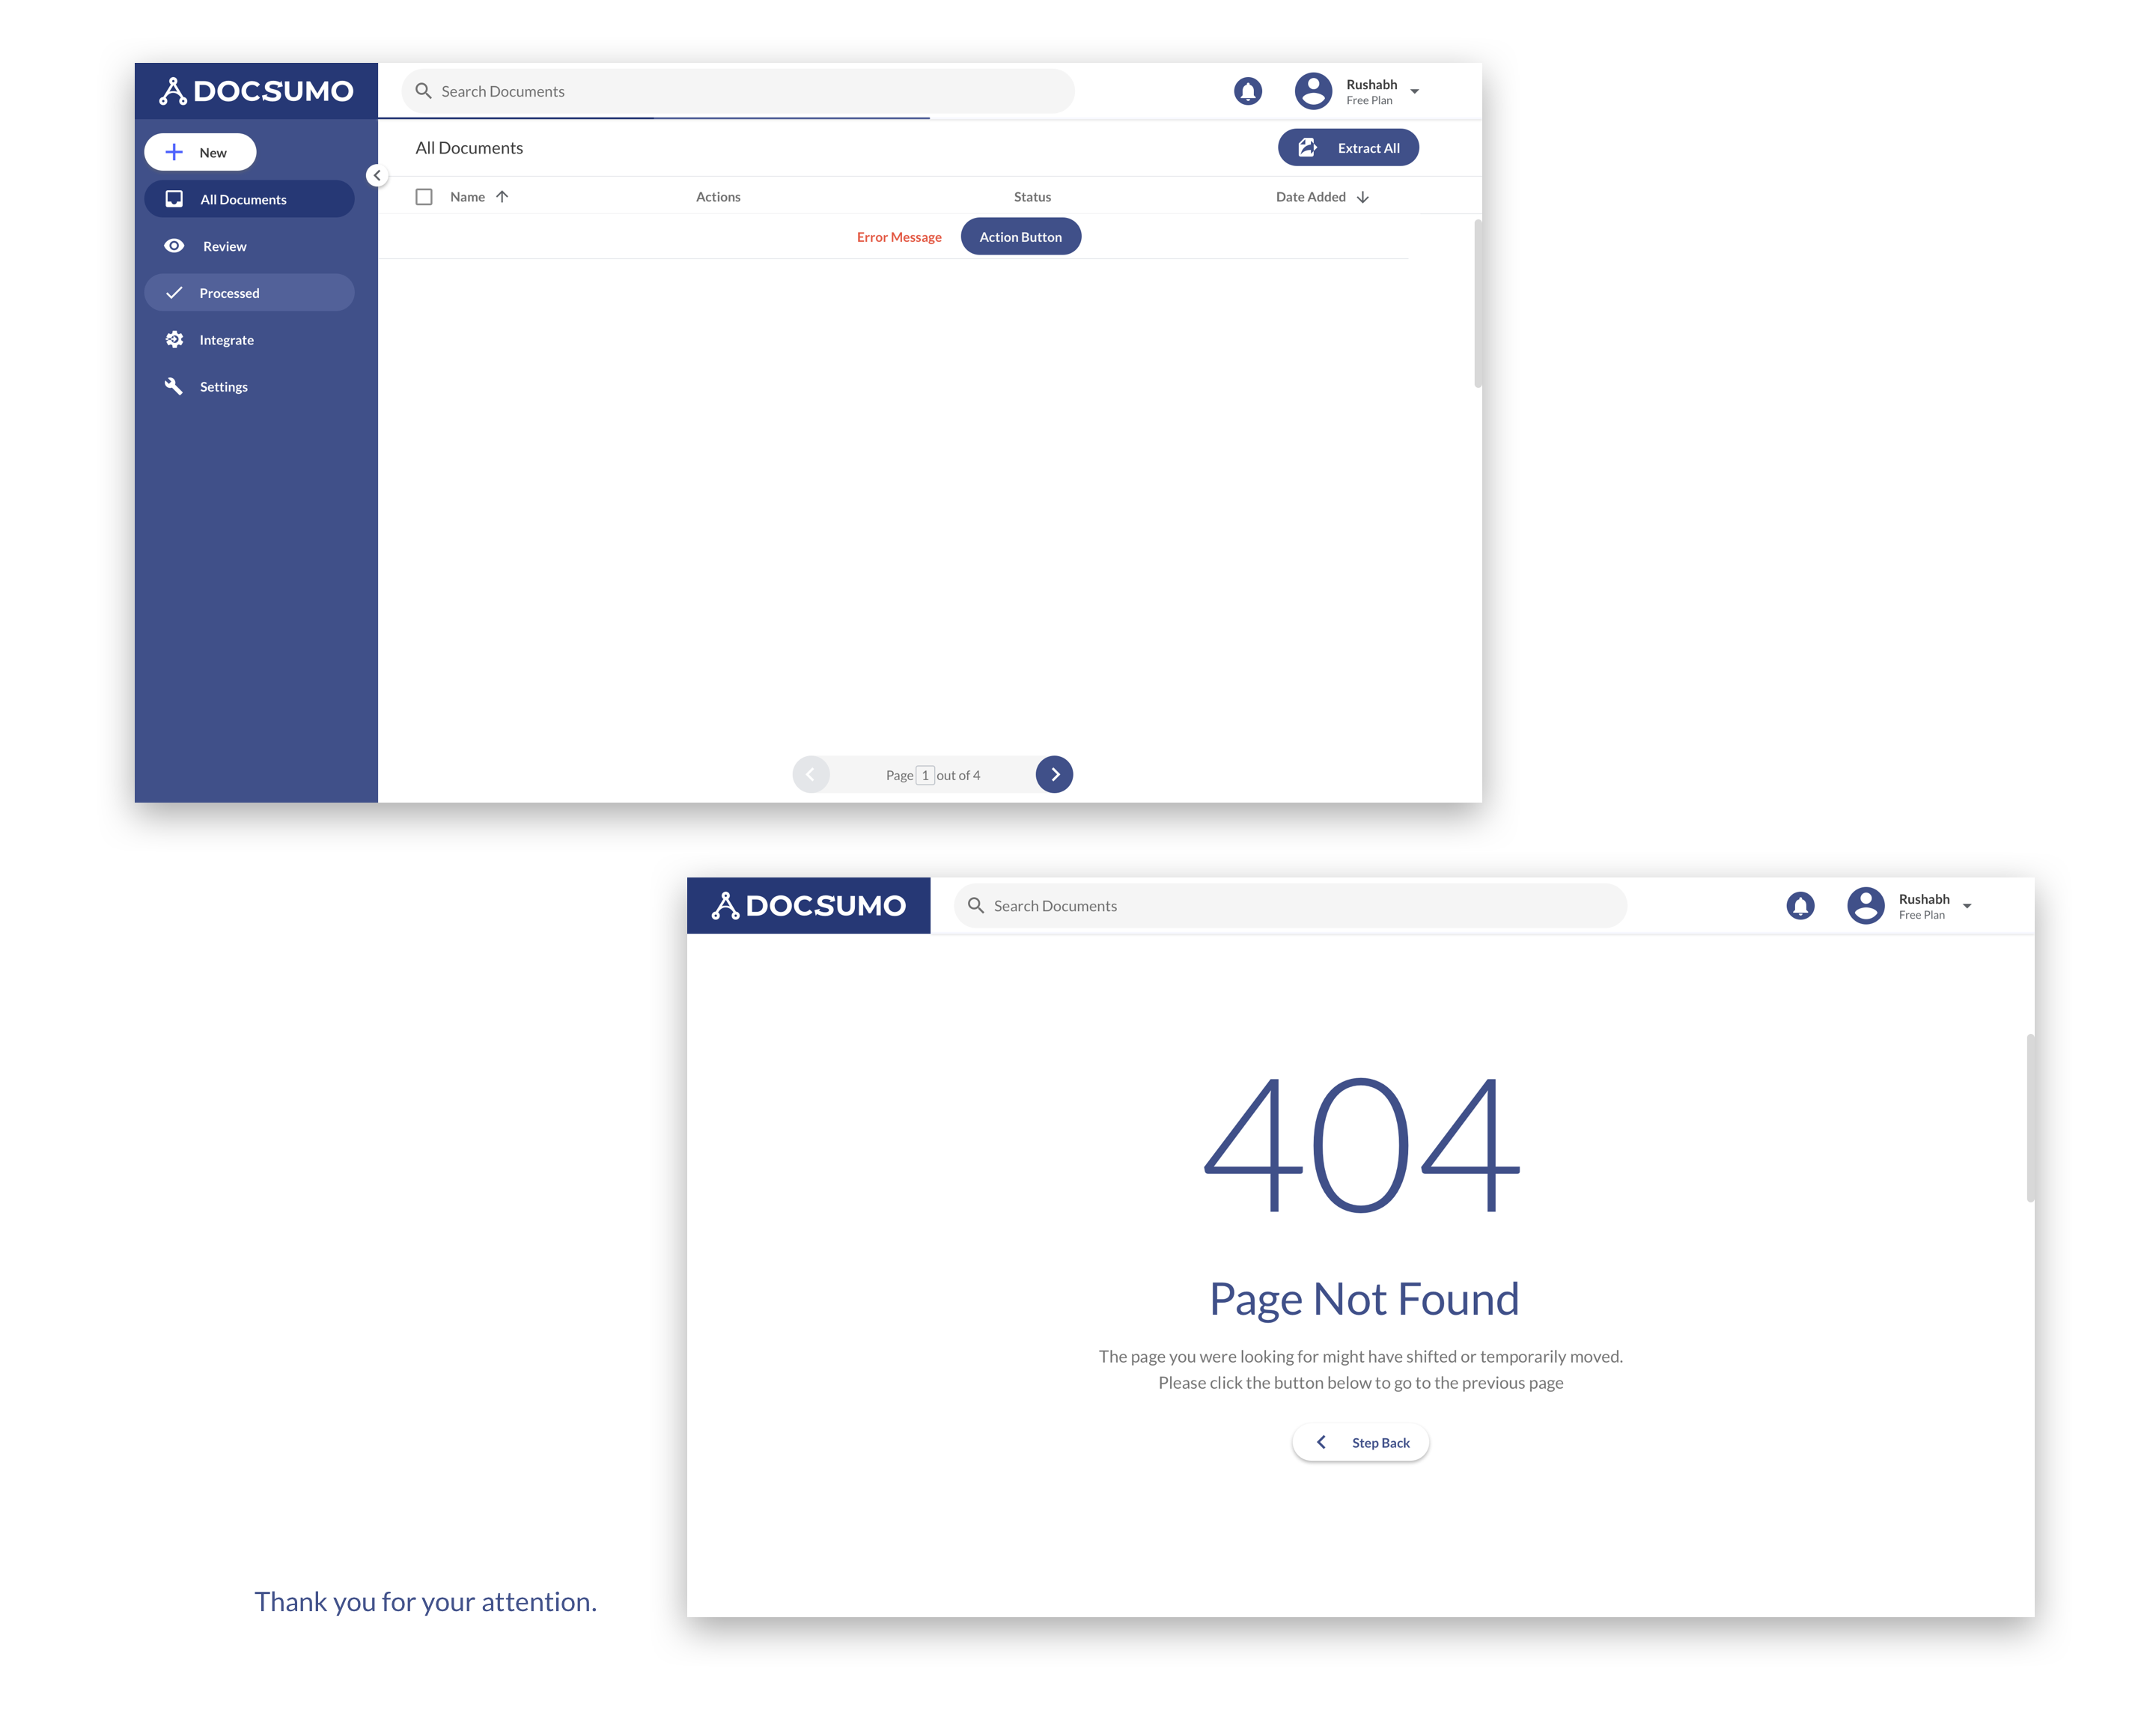 DOCSUMO
Search Documents
Rushabh
Free Plan
New
All Documents
Extract All
All Documents
Name
Actions
Status
Date Added
Review
Error Message
Action Button
Processed
Integrate
Settings
Page 1 out of 4
DOCSUMO
Search Documents
Rushabh
Free Plan
404
Page Not Found
The page you were looking for might have shifted or temporarily moved.
Please click the button below to go to the previous page
Step Back
Thank you for your attention.